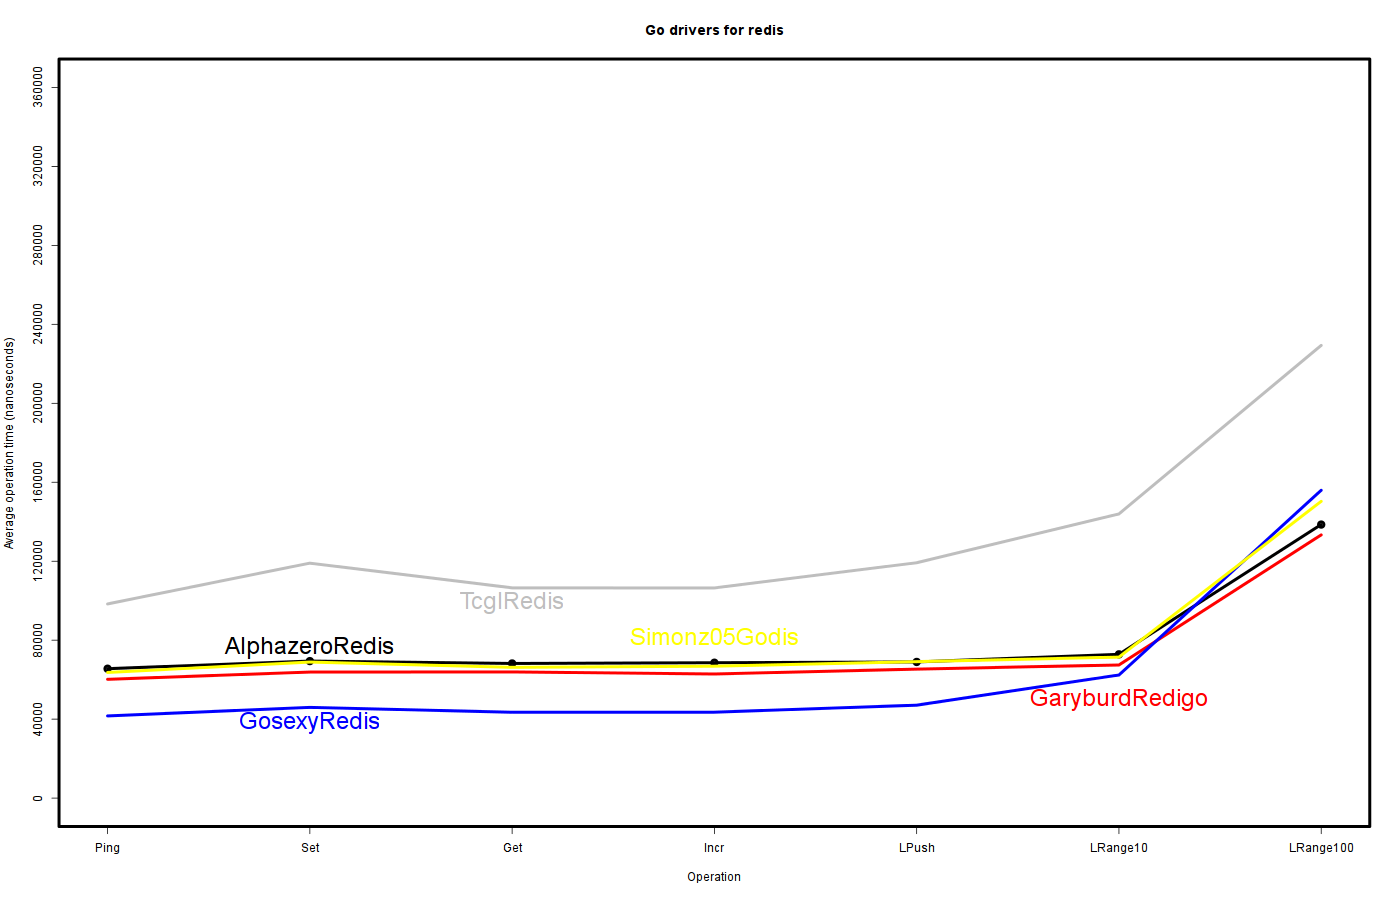 Go drivers for redis
Average operation time (nanoseconds)
360000
320000
280000
240000
200000
160000
120000
80000
40000
0
TcglRedis
AlphazeroRedis
Simonz05Godis
GaryburdRedigo
GosexyRedis
Ping Set Get Incr LPush LRange10 LRange100
Operation